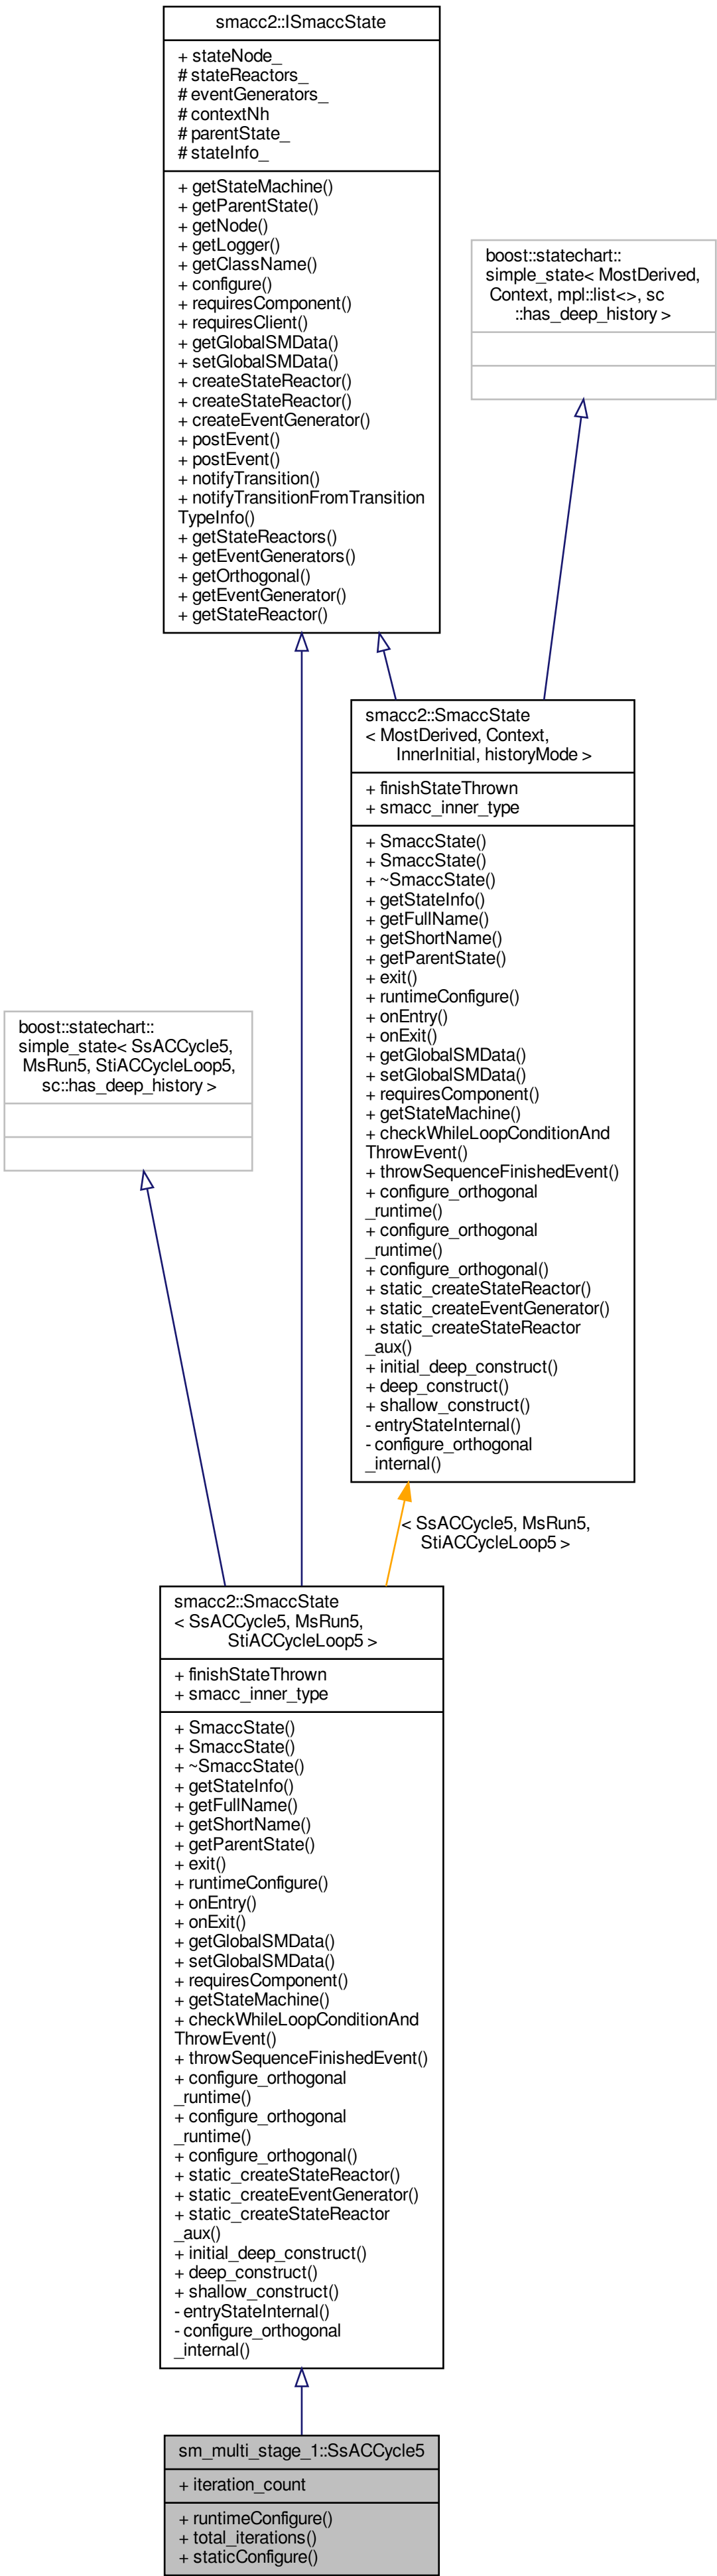 smacc2::ISmaccState
+ stateNode_
# stateReactors_
# eventGenerators_
# contextNh
# parentState_
# stateInfo_
+ getStateMachine()
+ getParentState()
+ getNode()
+ getLogger()
+ getClassName()
+ configure()
+ requiresComponent()
+ requiresClient()
+ getGlobalSMData()
+ setGlobalSMData()
+ createStateReactor()
+ createStateReactor()
+ createEventGenerator()
+ postEvent()
+ postEvent()
+ notifyTransition()
+ notifyTransitionFromTransition
TypeInfo()
+ getStateReactors()
+ getEventGenerators()
+ getOrthogonal()
+ getEventGenerator()
+ getStateReactor()
boost::statechart::
simple_state< MostDerived,
Context, mpl::list<>, sc
::has_deep_history >
smacc2::SmaccState
< MostDerived, Context,
InnerInitial, historyMode >
+ finishStateThrown
+ smacc_inner_type
+ SmaccState()
+ SmaccState()
+ ~SmaccState()
+ getStateInfo()
+ getFullName()
+ getShortName()
+ getParentState()
+ exit()
+ runtimeConfigure()
+ onEntry()
+ onExit()
+ getGlobalSMData()
+ setGlobalSMData()
+ requiresComponent()
+ getStateMachine()
+ checkWhileLoopConditionAnd
ThrowEvent()
+ throwSequenceFinishedEvent()
+ configure_orthogonal
_runtime()
+ configure_orthogonal
_runtime()
+ configure_orthogonal()
+ static_createStateReactor()
+ static_createEventGenerator()
+ static_createStateReactor
_aux()
+ initial_deep_construct()
+ deep_construct()
+ shallow_construct()
- entryStateInternal()
- configure_orthogonal
_internal()
boost::statechart::
simple_state< SsACCycle5,
MsRun5, StiACCycleLoop5,
sc::has_deep_history >
< SsACCycle5, MsRun5,
StiACCycleLoop5 >
smacc2::SmaccState
< SsACCycle5, MsRun5,
StiACCycleLoop5 >
+ finishStateThrown
+ smacc_inner_type
+ SmaccState()
+ SmaccState()
+ ~SmaccState()
+ getStateInfo()
+ getFullName()
+ getShortName()
+ getParentState()
+ exit()
+ runtimeConfigure()
+ onEntry()
+ onExit()
+ getGlobalSMData()
+ setGlobalSMData()
+ requiresComponent()
+ getStateMachine()
+ checkWhileLoopConditionAnd
ThrowEvent()
+ throwSequenceFinishedEvent()
+ configure_orthogonal
_runtime()
+ configure_orthogonal
_runtime()
+ configure_orthogonal()
+ static_createStateReactor()
+ static_createEventGenerator()
+ static_createStateReactor
_aux()
+ initial_deep_construct()
+ deep_construct()
+ shallow_construct()
- entryStateInternal()
- configure_orthogonal
_internal()
sm_multi_stage_1::SsACCycle5
+ iteration_count
+ runtimeConfigure()
+ total_iterations()
+ staticConfigure()